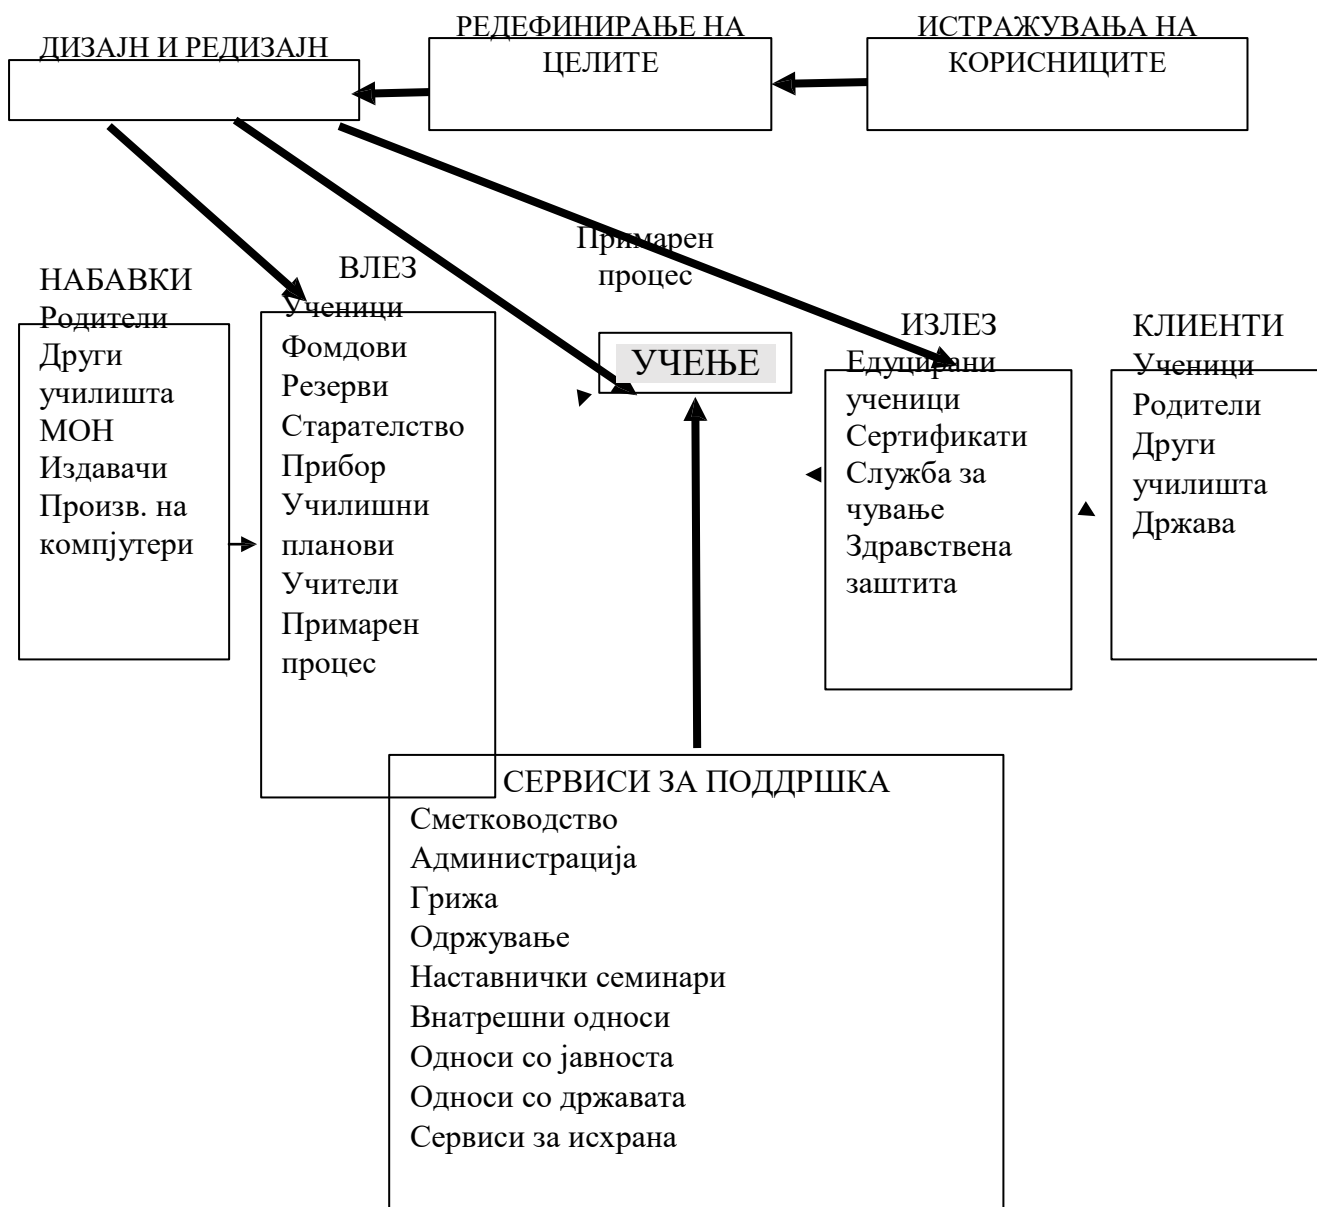 ДИЗАЈН И РЕДИЗАЈН
РЕДЕФИНИРАЊЕ НА
ЦЕЛИТЕ
ИСТРАЖУВАЊА НА
КОРИСНИЦИТЕ
Примарен
процес
НАБАВКИ
Родители
Други
училишта
МОН
Издавачи
Произв. на
компјутери
ВЛЕЗ
Ученици
Фомдови
Резерви
Старателство
Прибор
Училишни
планови
Учители
Примарен
процес
УЧЕЊЕ
ИЗЛЕЗ
Едуцирани
ученици
Сертификати
Служба за
чување
Здравствена
заштита
КЛИЕНТИ
Ученици
Родители
Други
училишта
Држава
СЕРВИСИ ЗА ПОДДРШКА
Сметководство
Администрација
Грижа
Одржување
Наставнички семинари
Внатрешни односи
Односи со јавноста
Односи со државата
Сервиси за исхрана